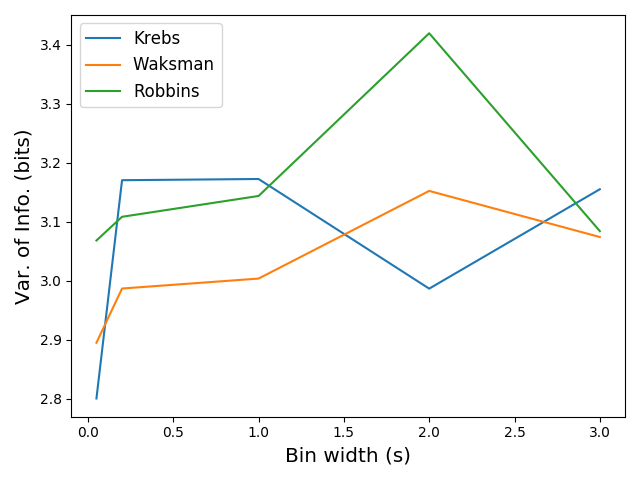 Krebs
Waksman
Robbins
Var. of Info. (bits)
3.4
3.3
3.2
3.1
3.0
2.9
2.8
0.0 0.5 1.0 1.5 2.0 2.5 3.0
Bin width (s)